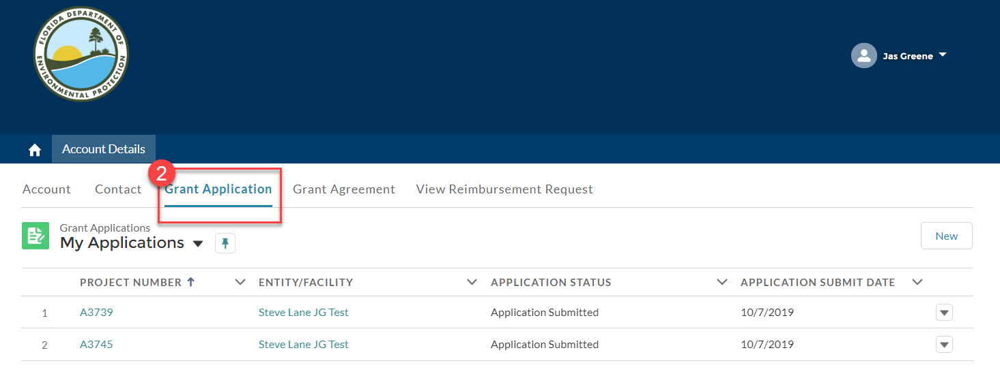 FLORIDA DEPARTMENT OF
ENVIRONMENTAL PROTECTION
Jas Greene
Account Details
2
Account Contact Grant Application Grant Agreement View Reimbursement Request
Grant Applications
My Applications
New
PROJECT NUMBER ENTITY/FACILITY APPLICATION STATUS APPLICATION SUBMIT DATE
1 A3739 Steve Lane JG Test Application Submitted 10/7/2019
2 A3745 Steve Lane JG Test Application Submitted 10/7/2019